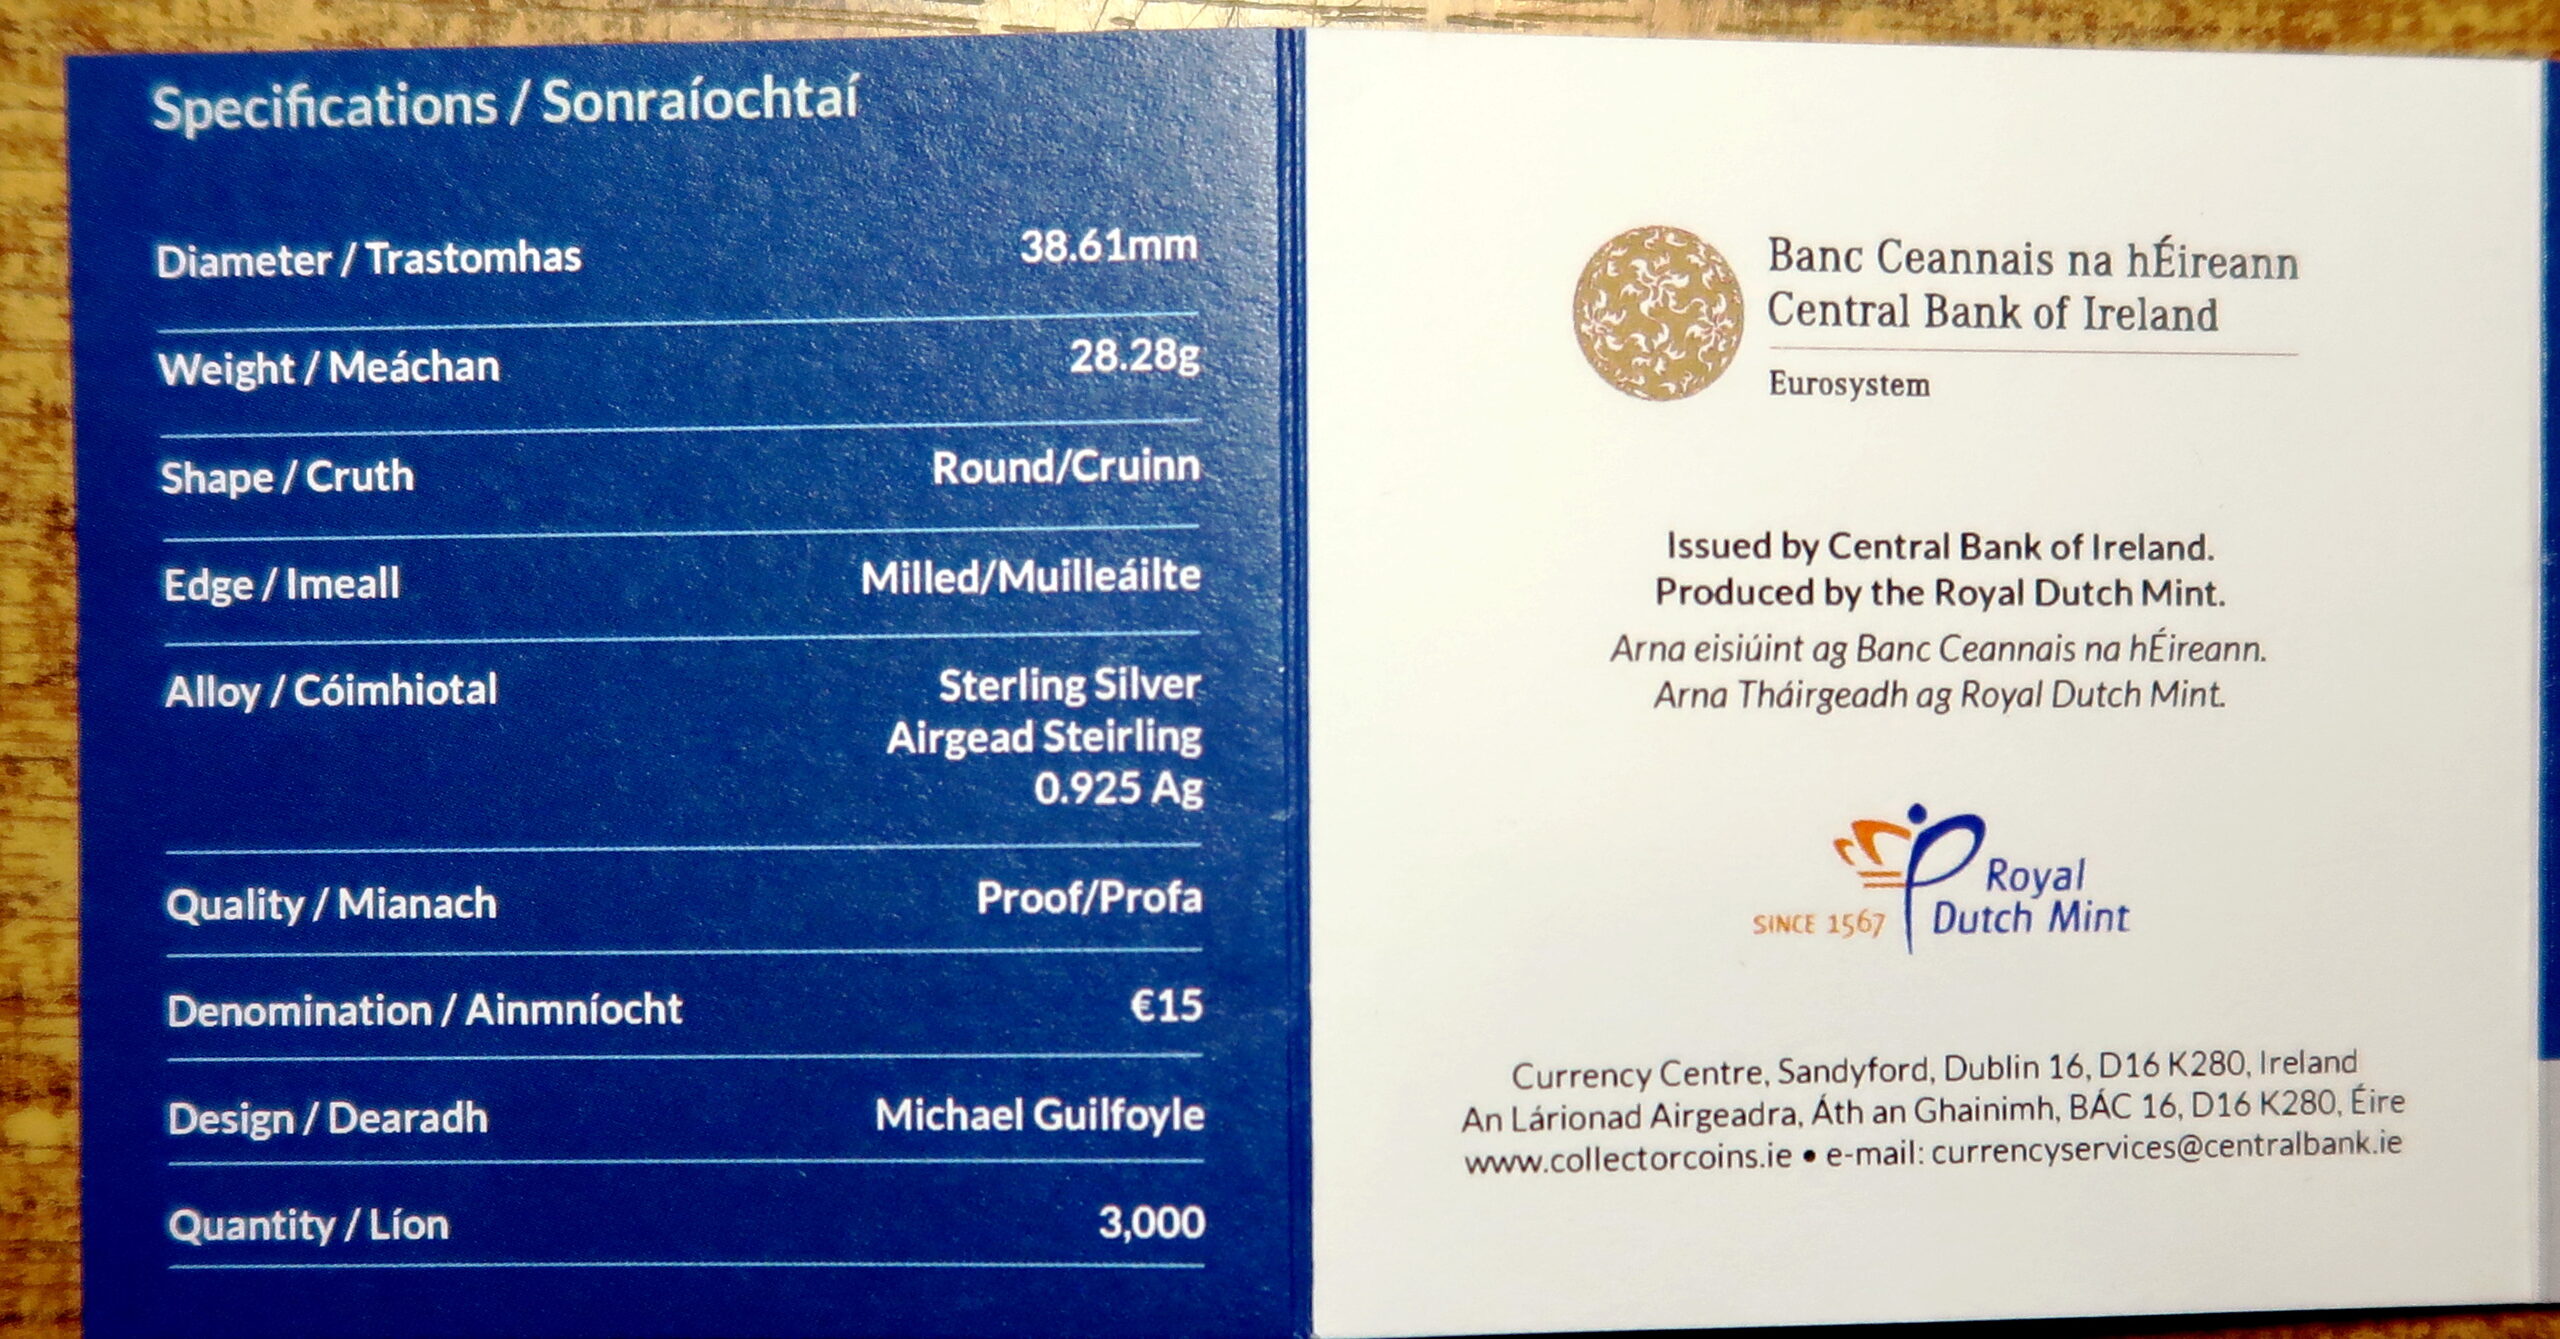 Specifications / Sonraíochtaí
Diameter / Trastomhas 38.61mm
Weight / Meáchan 28.28g
Shape / Cruth Round/Cruinn
Edge / Imeall Milled/Muilleáilte
Alloy / Cóimhiotal Sterling Silver
Airgead Steirling
0.925 Ag
Quality / Mianach Proof/Profa
Denomination / Ainmníocht €15
Design / Dearadh Michael Guilfoyle
Quantity / Líon 3,000
Banc Ceannais na hÉireann
Central Bank of Ireland
Eurosystem
Issued by Central Bank of Ireland.
Produced by the Royal Dutch Mint.
Arna eisiúint ag Banc Ceannais na hÉireann.
Arna Tháirgeadh ag Royal Dutch Mint.
Royal
SINCE 1567 Dutch Mint
Currency Centre, Sandyford, Dublin 16, D16 K280, Ireland
An Lárionad Airgeadra, Áth an Ghainimh, BÁC 16, D16 K280, Éire
www.collectorcoins.ie • e-mail: currencyservices@centralbank.ie